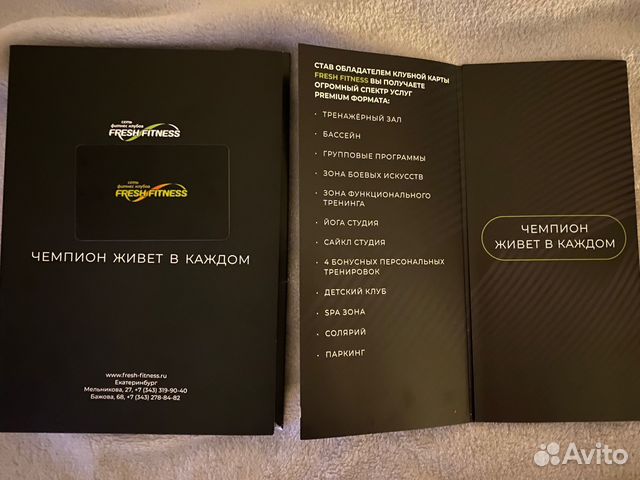 сеть
фитнес клубов
FRESH FITNESS
сеть
фитнес клубов
FRESH FITNESS
ЧЕМПИОН ЖИВЕТ В КАЖДОМ
www.fresh-fitness.ru
Екатеринбург
Мельникова, 27, +7 (343) 319-90-40
Бажова, 68, +7 (343) 278-84-82
СТАВ ОБЛАДАТЕЛЕМ КЛУБНОЙ КАРТЫ
FRESH FITNESS ВЫ ПОЛУЧАЕТЕ
ОГРОМНЫЙ СПЕКТР УСЛУГ
PREMIUM ФОРМАТА:
· ТРЕНАЖЁРНЫЙ ЗАЛ
· БАССЕЙН
· ГРУППОВЫЕ ПРОГРАММЫ
· ЗОНА БОЕВЫХ ИСКУССТВ
· ЗОНА ФУНКЦИОНАЛЬНОГО
ТРЕНИНГА
· ЙОГА СТУДИЯ
· САЙКЛ СТУДИЯ
· 4 БОНУСНЫХ ПЕРСОНАЛЬНЫХ
ТРЕНИРОВОК
· ДЕТСКИЙ КЛУБ
· SPA ЗОНА
· СОЛЯРИЙ
· ПАРКИНГ
ЧЕМПИОН
ЖИВЕТ В КАЖДОМ
Avito